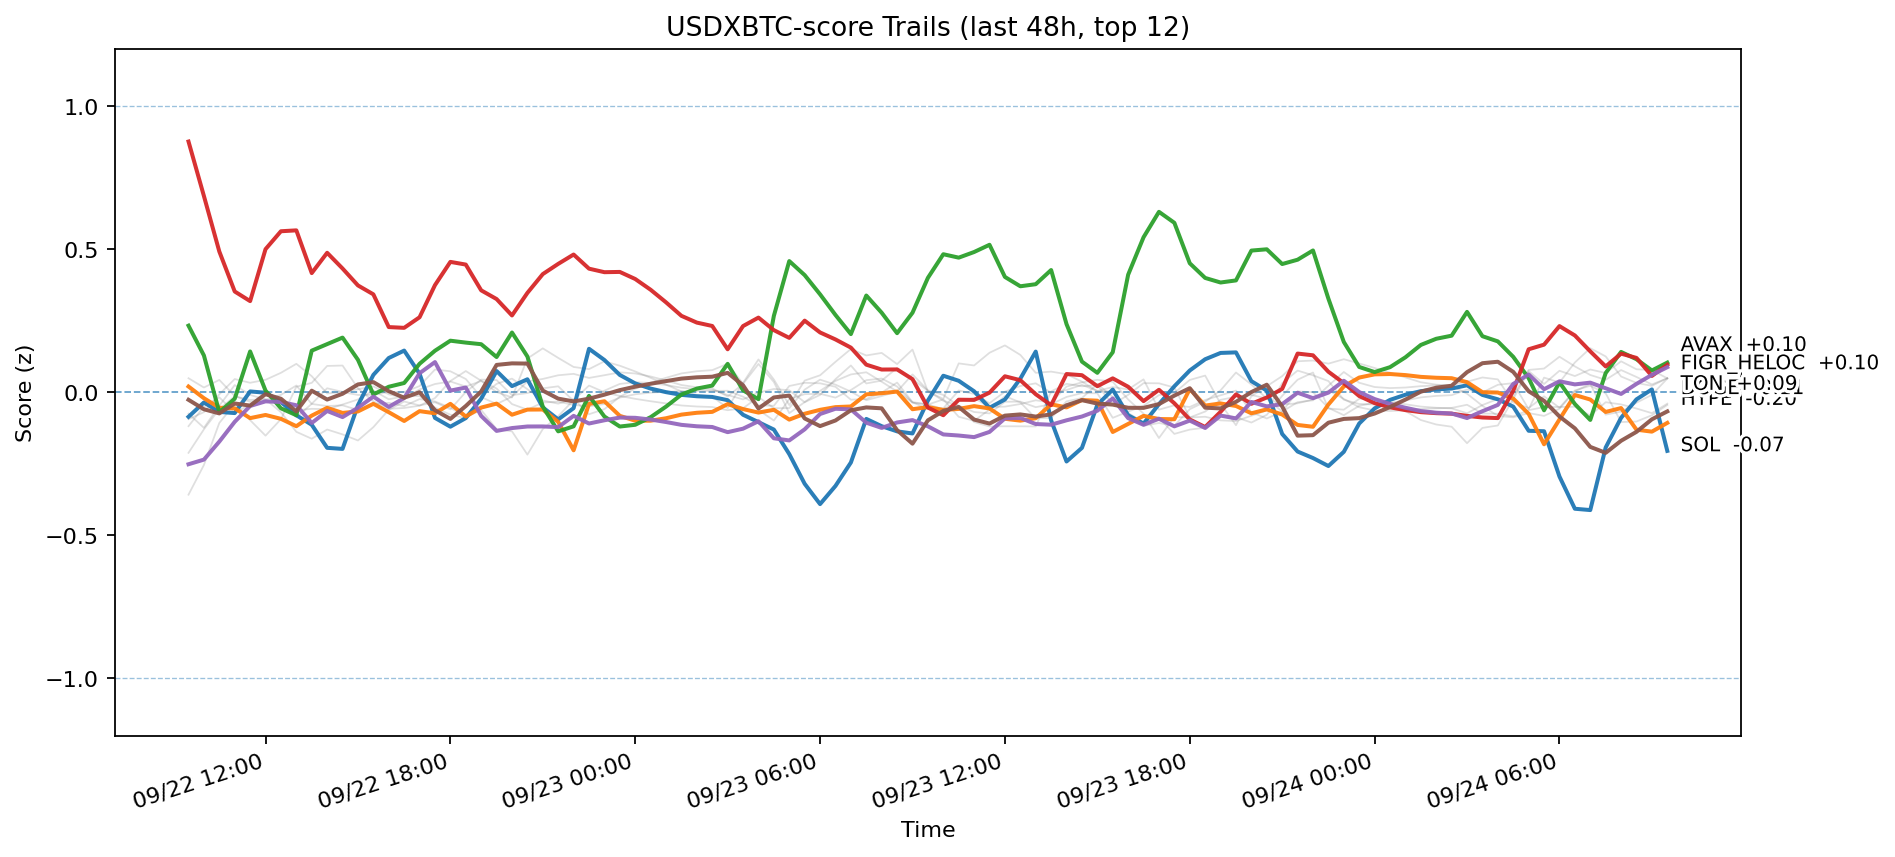 USDXBTC-score Trails (last 48h, top 12)
Score (z)
1.0
0.5
0.0
−0.5
−1.0
AVAX +0.10
FIGR_HELOC +0.10
TON +0.09
HYPE -0.20
SOL -0.07
09/22 12:00
09/22 18:00
09/23 00:00
09/23 06:00
09/23 12:00
09/23 18:00
09/24 00:00
09/24 06:00
Time